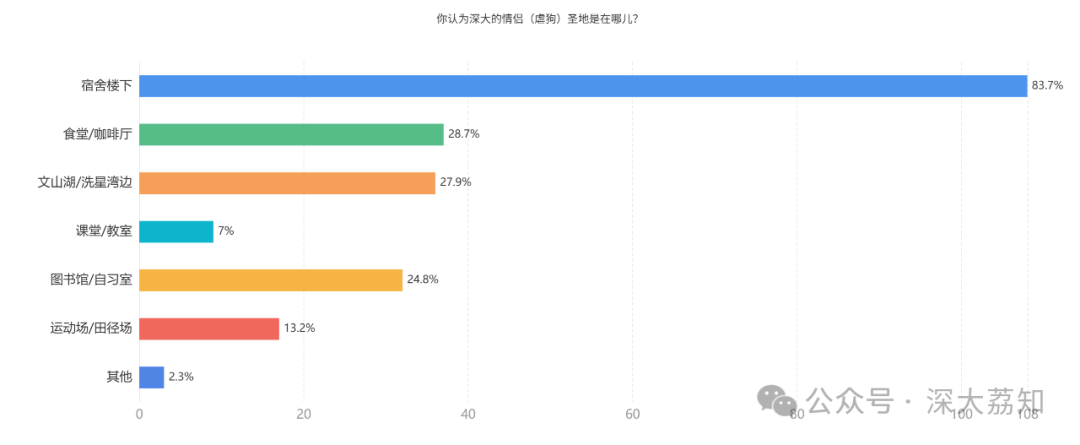 你认为深大的情侣（虐狗）圣地是在哪儿？
宿舍楼下 83.7%
食堂/咖啡厅 28.7%
文山湖/洗星湾边 27.9%
课堂/教室 7%
图书馆/自习室 24.8%
运动场/田径场 13.2%
其他 2.3%
0 20 40 60 80 100 108
公众号 · 深大荔知